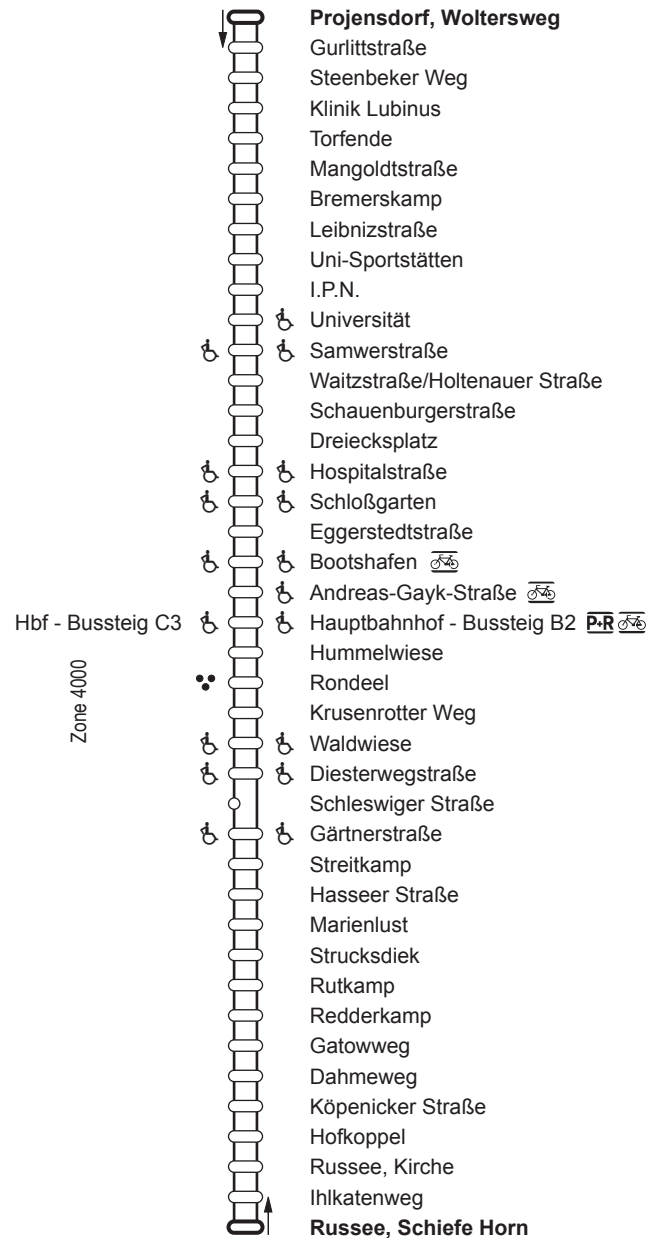 Projensdorf, Woltersweg
Gurlittstraße
Steenbeker Weg
Klinik Lubinus
Torfende
Mangoldtstraße
Bremerskamp
Leibnizstraße
Uni-Sportstätten
I.P.N.
Universität
Samwerstraße
Waitzstraße/Holtenauer Straße
Schauenburgerstraße
Dreiecksplatz
Hospitalstraße
Schloßgarten
Eggerstedtstraße
Bootshafen
Andreas-Gayk-Straße
Hbf - Bussteig C3 Hauptbahnhof - Bussteig B2 P+R
Hummelwiese
Rondeel
Zone 4000
Krusenrotter Weg
Waldwiese
Diesterwegstraße
Schleswiger Straße
Gärtnerstraße
Streitkamp
Hasseer Straße
Marienlust
Strucksdiek
Rutkamp
Redderkamp
Gatowweg
Dahmeweg
Köpenicker Straße
Hofkoppel
Russee, Kirche
Ihlkatenweg
Russee, Schiefe Horn